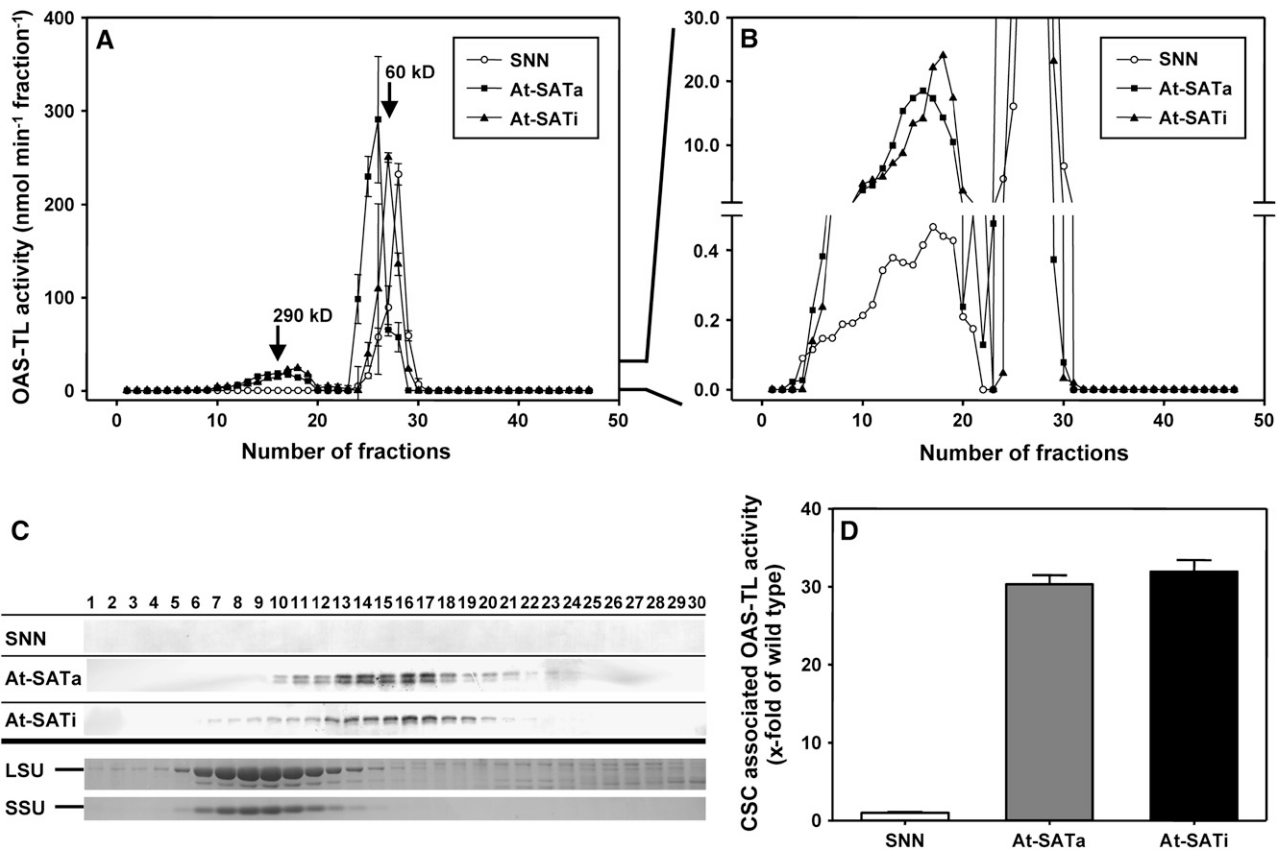 A
OAS-TL activity (nmol min⁻¹ fraction⁻¹)
400
300
200
100
0
0 10 20 30 40 50
Number of fractions
290 kD
60 kD
SNN
At-SATa
At-SATi
B
30.0
20.0
10.0
0.4
0.2
0.0
0 10 20 30 40 50
Number of fractions
SNN
At-SATa
At-SATi
C
1 2 3 4 5 6 7 8 9 10 11 12 13 14 15 16 17 18 19 20 21 22 23 24 25 26 27 28 29 30
SNN
At-SATa
At-SATi
LSU
SSU
D
CSC associated OAS-TL activity
(x-fold of wild type)
40
30
20
10
0
SNN At-SATa At-SATi